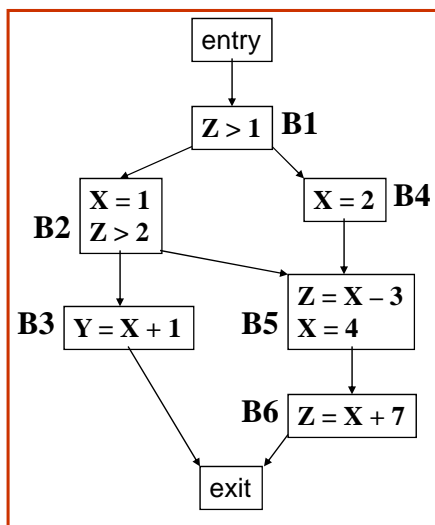 entry
Z > 1
B1
X = 1
Z > 2
B2
X = 2
B4
Y = X + 1
B3
Z = X – 3
X = 4
B5
B6
Z = X + 7
exit